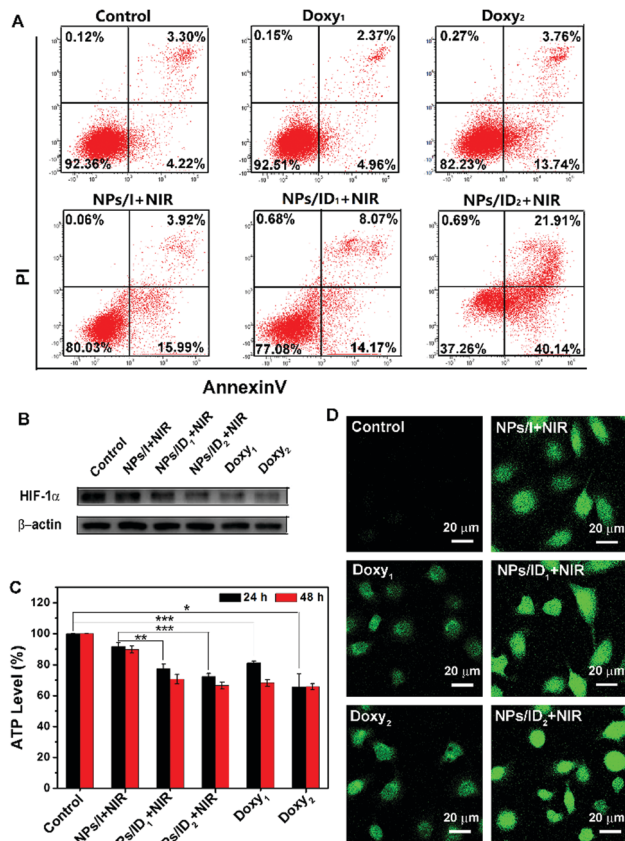 A
Control
Doxy1
Doxy2
0.12% 3.30%
0.15% 2.37%
0.27% 3.76%
92.36% 4.22%
92.51% 4.96%
82.23% 13.74%
NPs/I+NIR
NPs/ID1+NIR
NPs/ID2+NIR
0.06% 3.92%
0.68% 8.07%
0.69% 21.91%
80.03% 15.99%
77.08% 14.17%
37.26% 40.14%
PI
AnnexinV
B
Control
NPs/I+NIR
NPs/ID1+NIR
NPs/ID2+NIR
Doxy1
Doxy2
HIF-1α
β–actin
C
24 h 48 h
*
***
***
**
ATP Level (%)
120
100
80
60
40
20
0
Control
NPs/I+NIR
Ps/ID1+NIR
Ps/ID2+NIR
Doxy1
Doxy2
D
Control
20 µm
NPs/I+NIR
20 µm
Doxy1
20 µm
NPs/ID1+NIR
20 µm
Doxy2
20 µm
NPs/ID2+NIR
20 µm